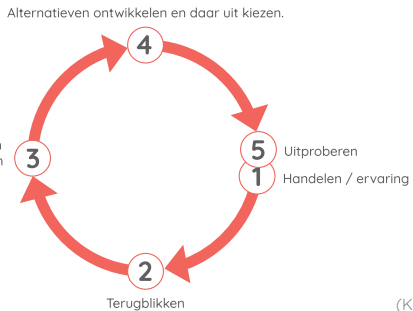 Alternatieven ontwikkelen en daar uit kiezen.
4
5 Uitproberen
3
1 Handelen / ervaring
2
Terugblikken
(K